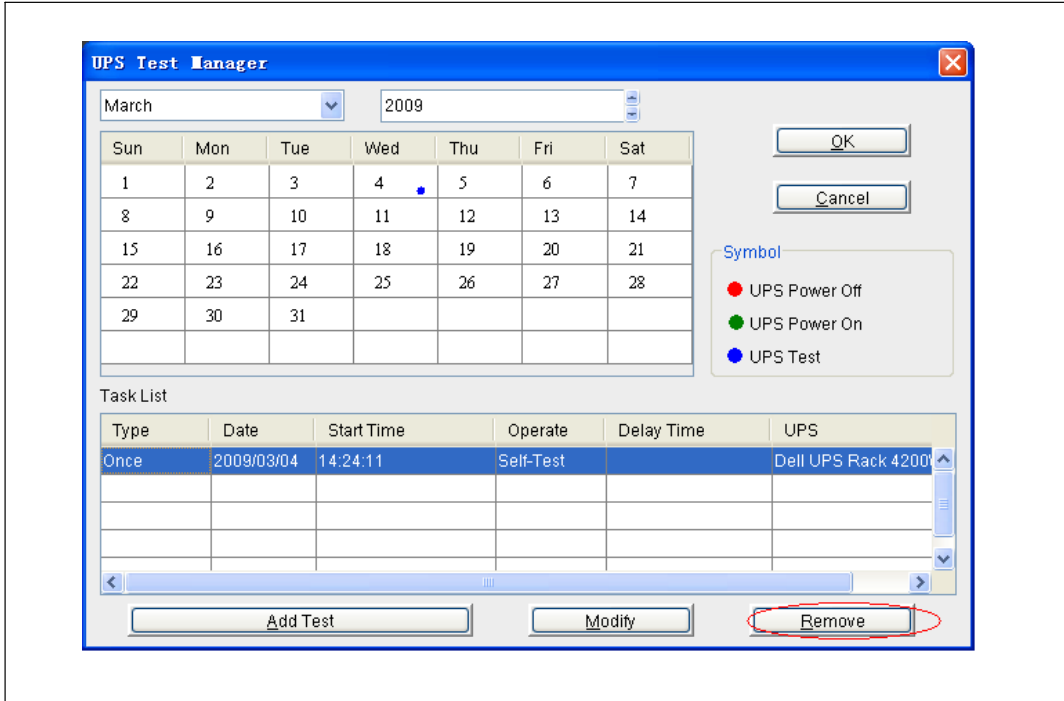 UPS Test Manager
March 2009
OK
Cancel
Sun Mon Tue Wed Thu Fri Sat
1 2 3 4 5 6 7
8 9 10 11 12 13 14
15 16 17 18 19 20 21
22 23 24 25 26 27 28
29 30 31
Symbol
UPS Power Off
UPS Power On
UPS Test
Task List
Type Date Start Time Operate Delay Time UPS
Once 2009/03/04 14:24:11 Self-Test Dell UPS Rack 4200
Add Test Modify Remove